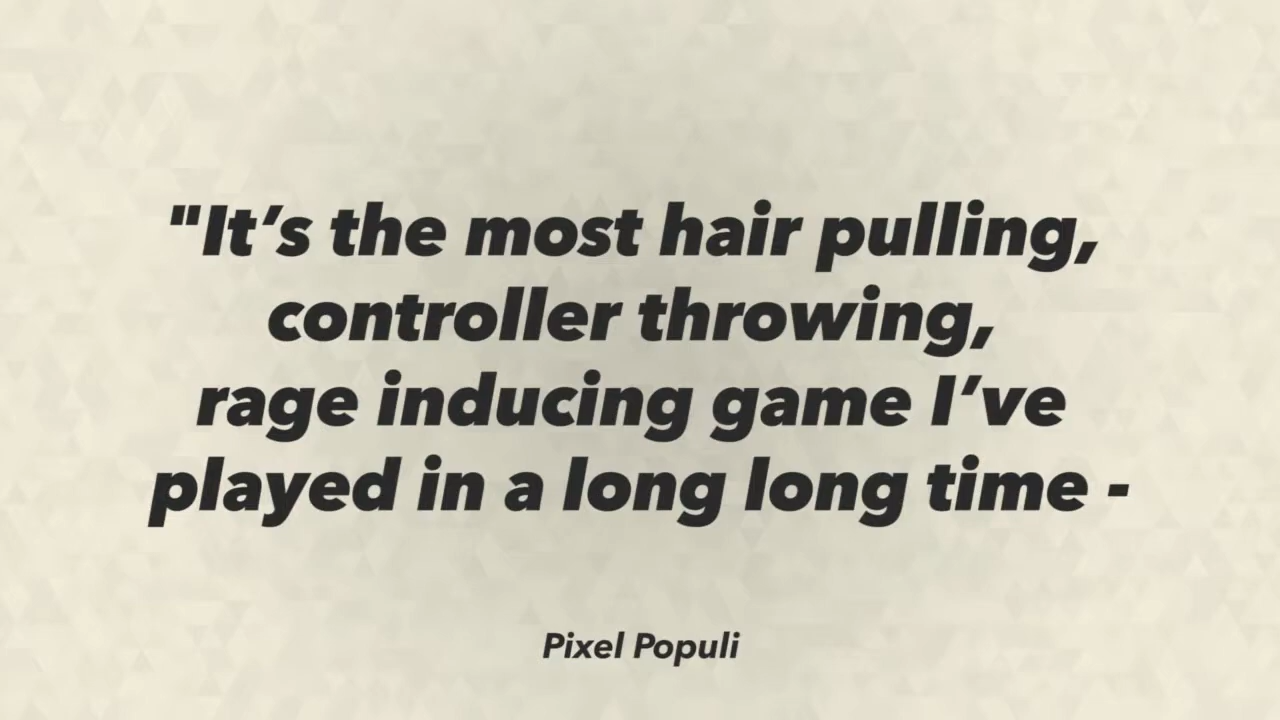 "It’s the most hair pulling,
controller throwing,
rage inducing game I’ve
played in a long long time -
Pixel Populi